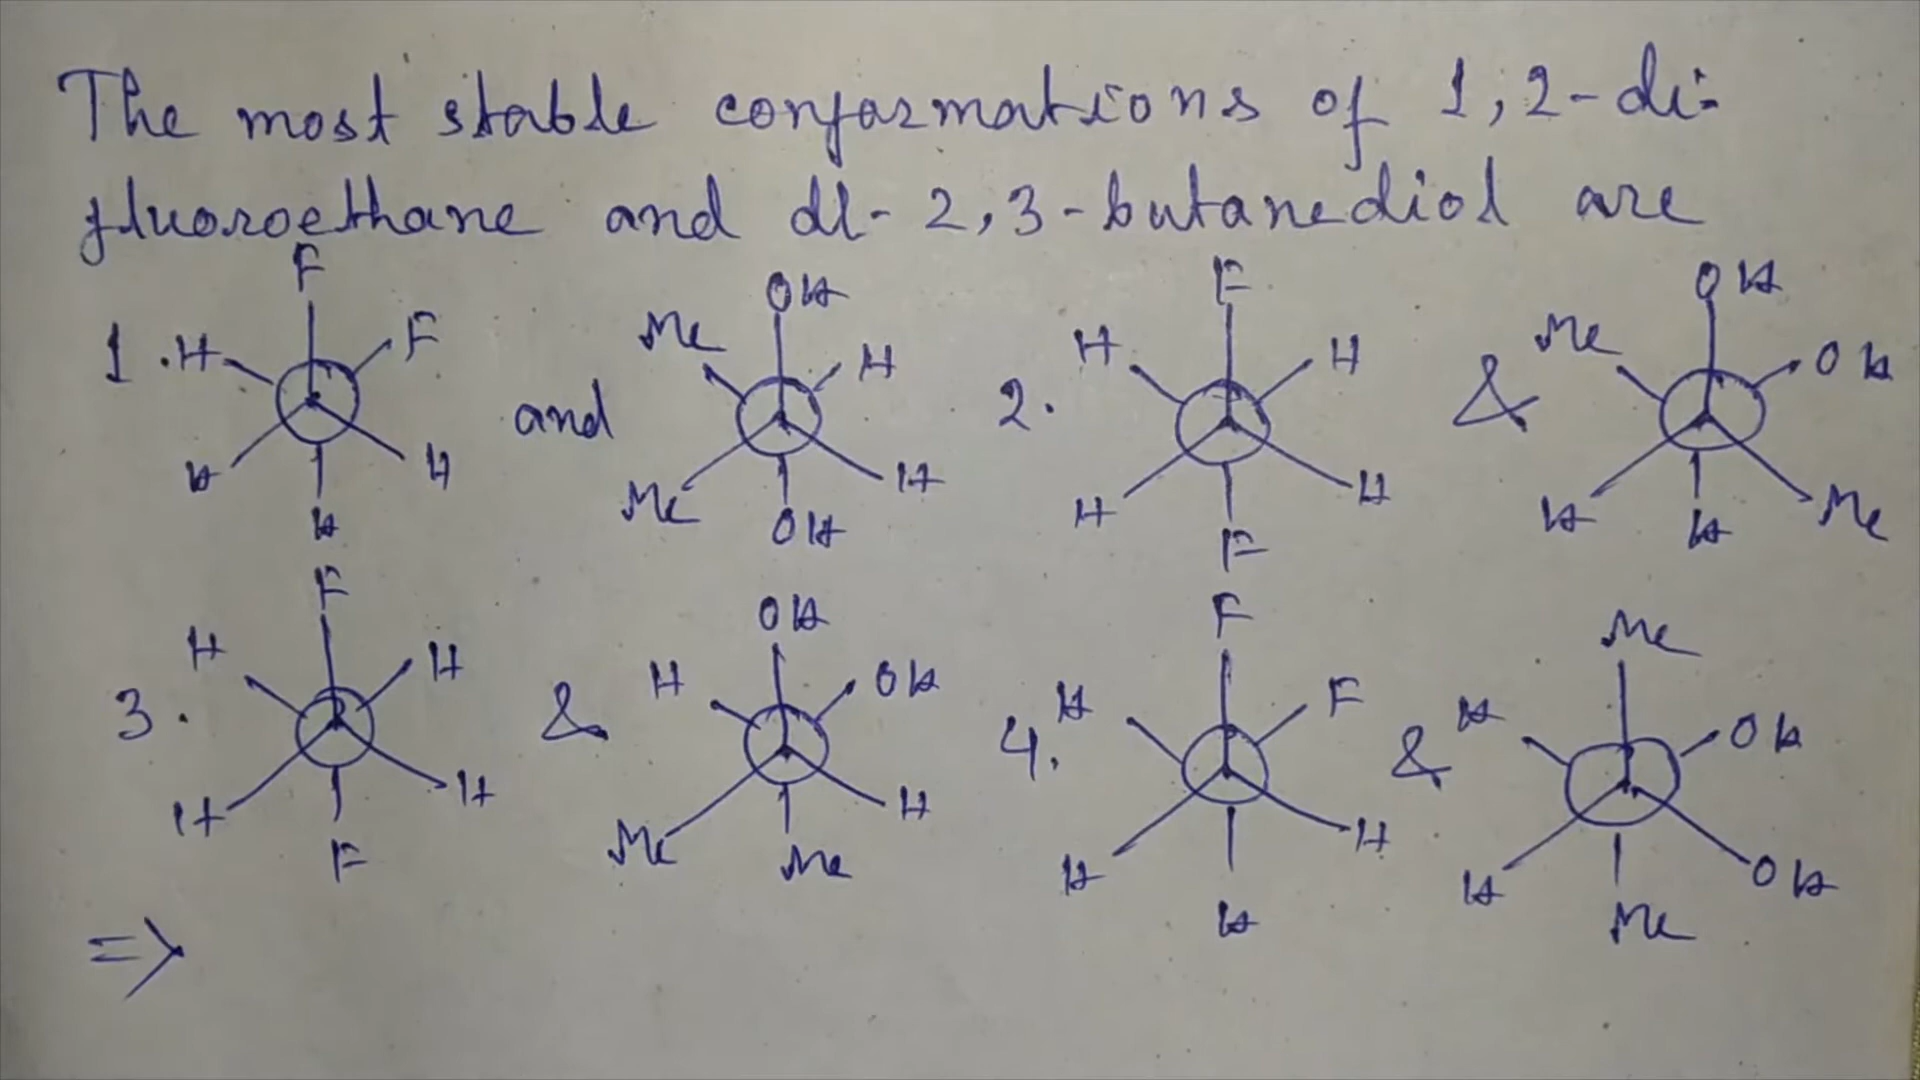 The most stable conformations of 1,2-di-
fluoroethane and dl-2,3-butanediol are
F OH F OH
1. H F Me H H H Me OH
and 2. &
H H Me H H H H Me
H OH F H
F OH F Me
3. H H H OH 4. H F H OH
& &
H H Me H H H H OH
F Me H Me
⇒